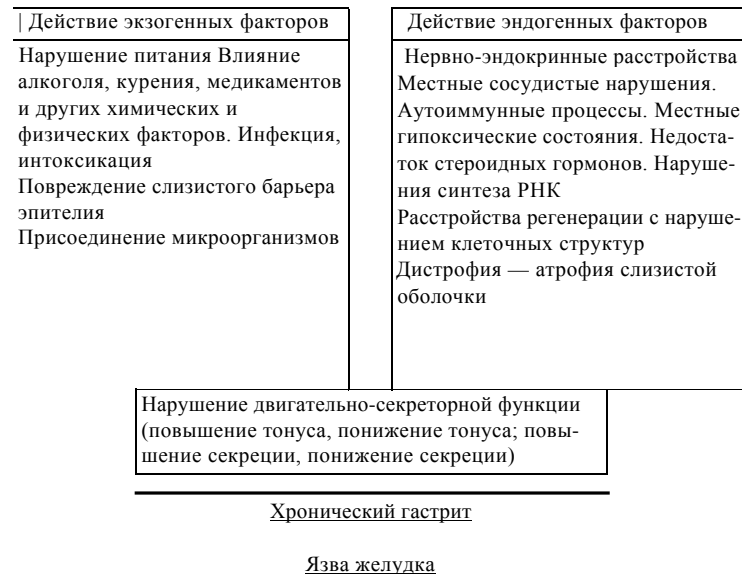 | Действие экзогенных факторов
Нарушение питания Влияние
алкоголя, курения, медикаментов
и других химических и
физических факторов. Инфекция,
интоксикация
Повреждение слизистого барьера
эпителия
Присоединение микроорганизмов
Действие эндогенных факторов
Нервно-эндокринные расстройства
Местные сосудистые нарушения.
Аутоиммунные процессы. Местные
гипоксические состояния. Недоста-
ток стероидных гормонов. Наруше-
ния синтеза РНК
Расстройства регенерации с наруше-
нием клеточных структур
Дистрофия — атрофия слизистой
оболочки
Нарушение двигательно-секреторной функции
(повышение тонуса, понижение тонуса; повы-
шение секреции, понижение секреции)
Хронический гастрит
Язва желудка